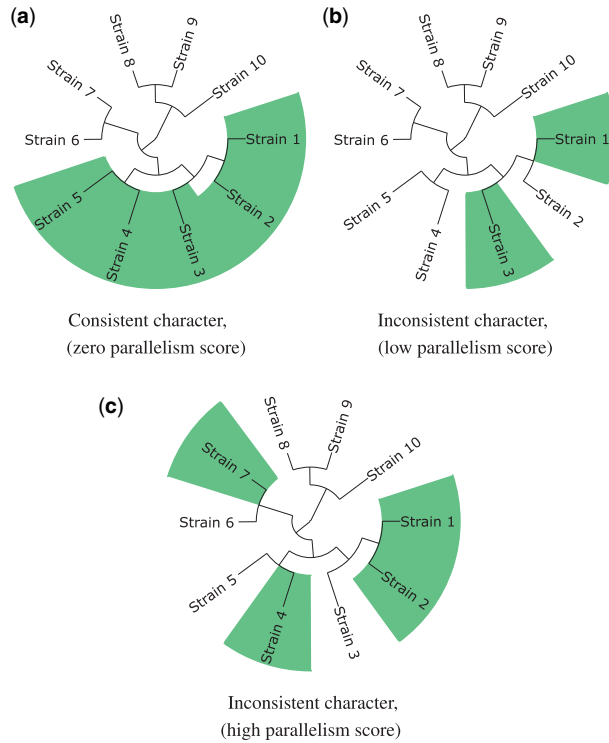 (a)
Strain 9
Strain 8
Strain 7
Strain 10
Strain 6
Strain 1
Strain 5
Strain 2
Strain 4
Strain 3
Consistent character,
(zero parallelism score)
(b)
Strain 9
Strain 8
Strain 7
Strain 10
Strain 6
Strain 1
Strain 5
Strain 2
Strain 4
Strain 3
Inconsistent character,
(low parallelism score)
(c)
Strain 9
Strain 8
Strain 7
Strain 10
Strain 6
Strain 1
Strain 5
Strain 2
Strain 4
Strain 3
Inconsistent character,
(high parallelism score)